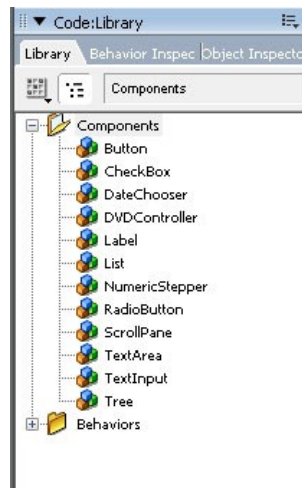 Code:Library
Library Behavior Inspec Object Inspecto
Components
Components
Button
CheckBox
DateChooser
DVDController
Label
List
NumericStepper
RadioButton
ScrollPane
TextArea
TextInput
Tree
Behaviors